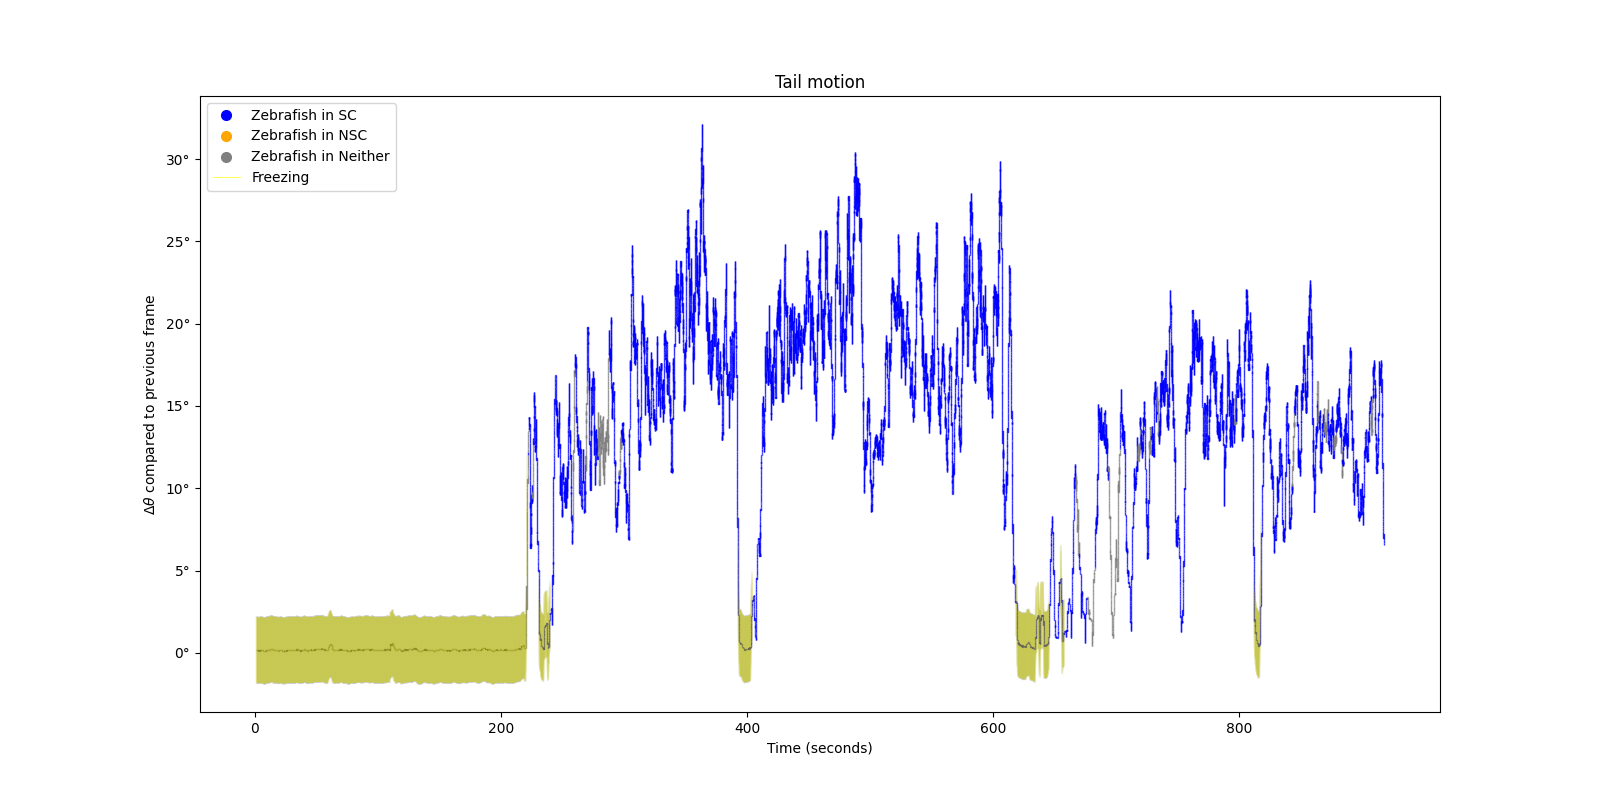 Tail motion
Zebrafish in SC
Zebrafish in NSC
Zebrafish in Neither
Freezing
30°
25°
20°
15°
10°
5°
0°
Δθ compared to previous frame
0 200 400 600 800
Time (seconds)